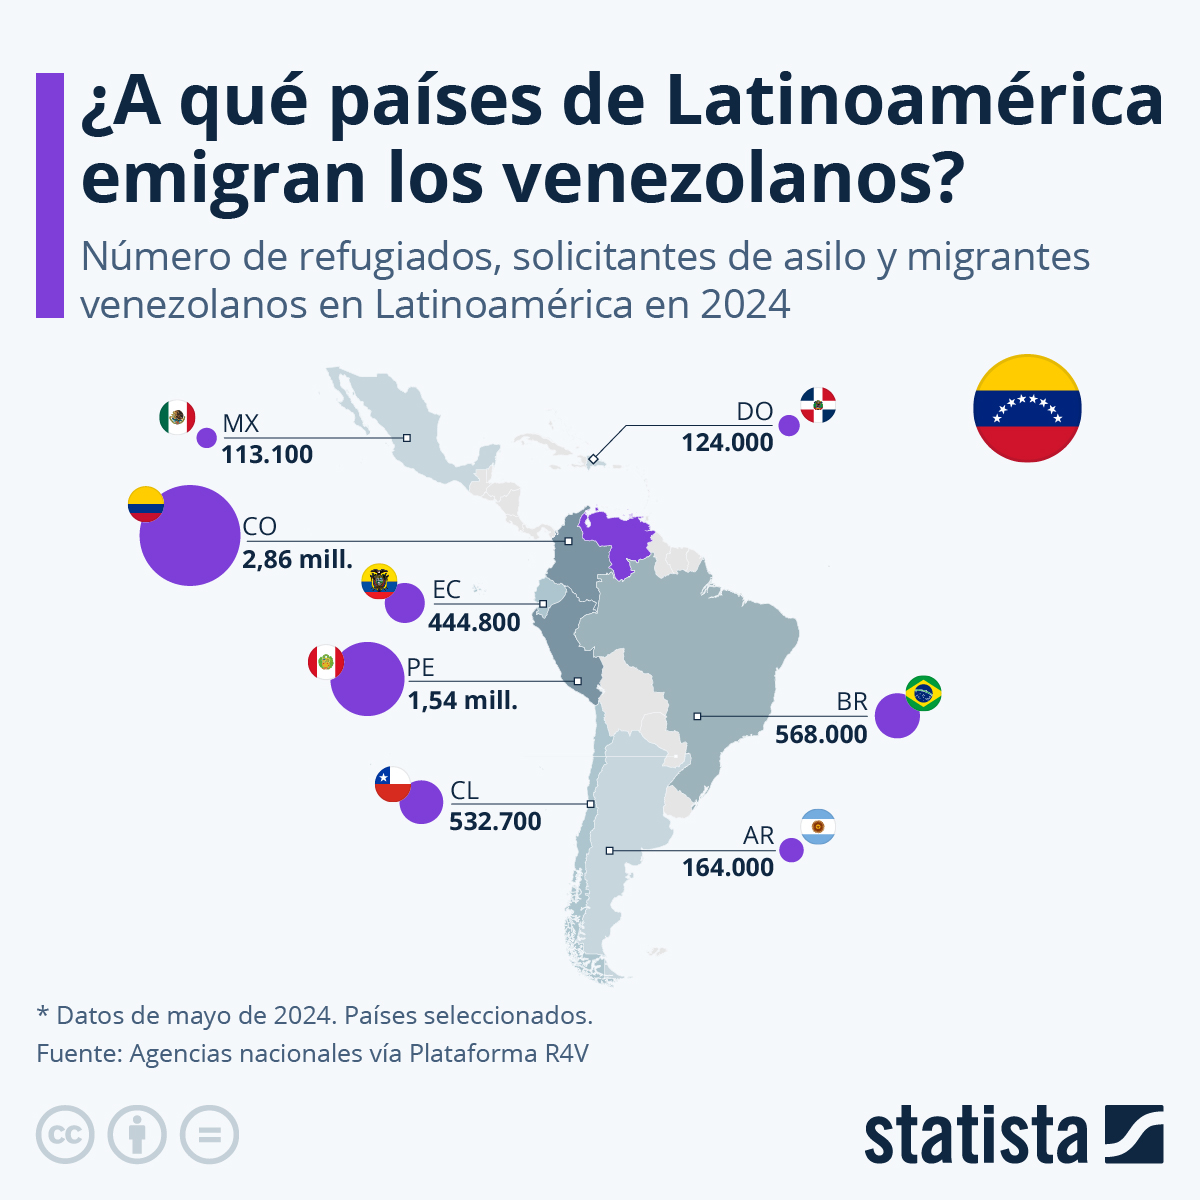 ¿A qué países de Latinoamérica
emigran los venezolanos?
Número de refugiados, solicitantes de asilo y migrantes
venezolanos en Latinoamérica en 2024
MX
113.100
DO
124.000
CO
2,86 mill.
EC
444.800
PE
1,54 mill.
BR
568.000
CL
532.700
AR
164.000
* Datos de mayo de 2024. Países seleccionados.
Fuente: Agencias nacionales vía Plataforma R4V
cc
statista